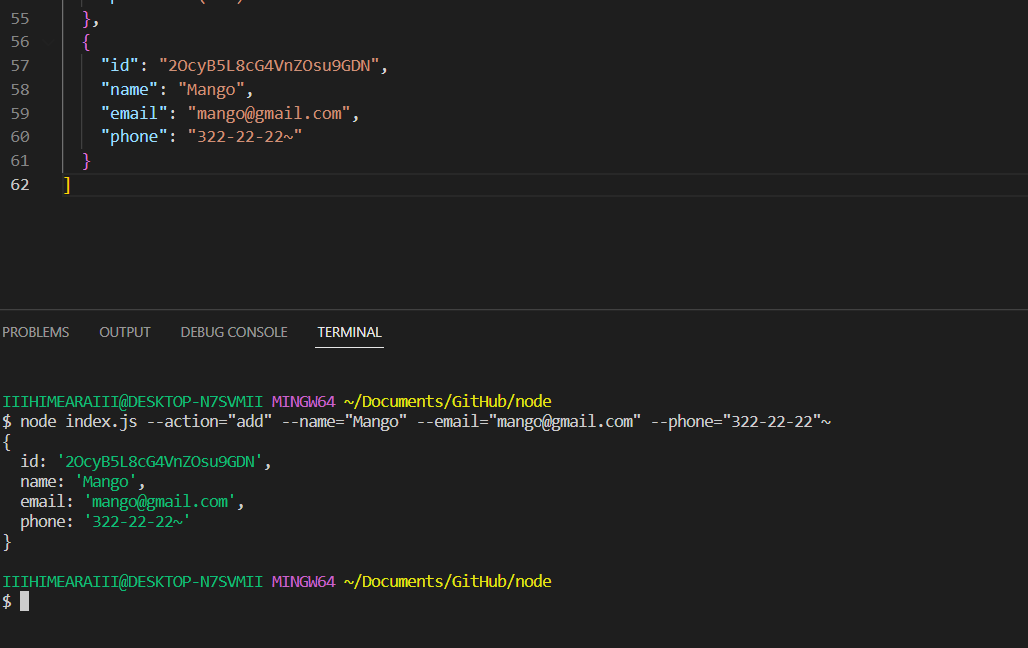 55 },
56 {
57 "id": "2OcyB5L8cG4VnZOsu9GDN",
58 "name": "Mango",
59 "email": "mango@gmail.com",
60 "phone": "322-22-22~"
61 }
62 ]
PROBLEMS OUTPUT DEBUG CONSOLE TERMINAL
IIIHIMEARAIII@DESKTOP-N7SVMII MINGW64 ~/Documents/GitHub/node
$ node index.js --action="add" --name="Mango" --email="mango@gmail.com" --phone="322-22-22"~
{
id: '2OcyB5L8cG4VnZOsu9GDN',
name: 'Mango',
email: 'mango@gmail.com',
phone: '322-22-22~'
}
IIIHIMEARAIII@DESKTOP-N7SVMII MINGW64 ~/Documents/GitHub/node
$